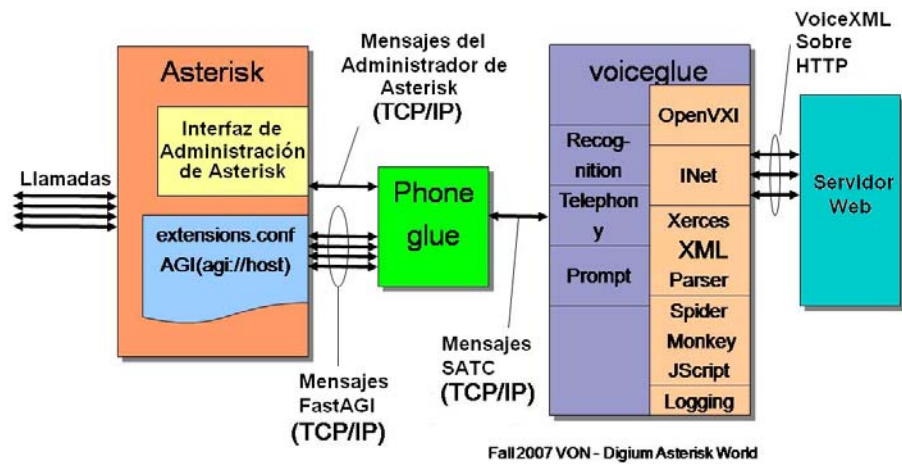 Llamadas
Asterisk
Interfaz de
Administración
de Asterisk
extensions.conf
AGI(agi://host)
Mensajes del
Administrador de
Asterisk
(TCP/IP)
Mensajes
FastAGI
(TCP/IP)
Phone
glue
Mensajes
SATC
(TCP/IP)
voiceglue
Recog-
nition
Telephon
y
Prompt
OpenVXI
INet
Xerces
XML
Parser
Spider
Monkey
JScript
Logging
VoiceXML
Sobre
HTTP
Servidor
Web
Fall 2007 VON - Digium Asterisk World